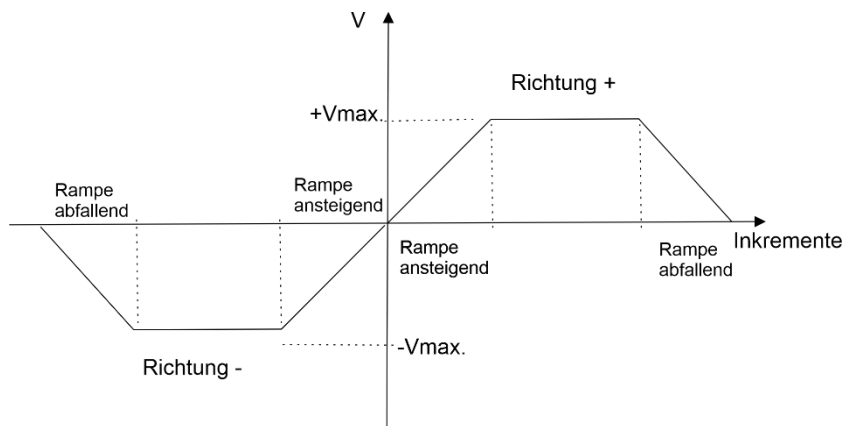 V
Richtung +
+Vmax.
Rampe
abfallend
Rampe
ansteigend
Rampe
ansteigend
Rampe
abfallend
Inkremente
-Vmax.
Richtung -